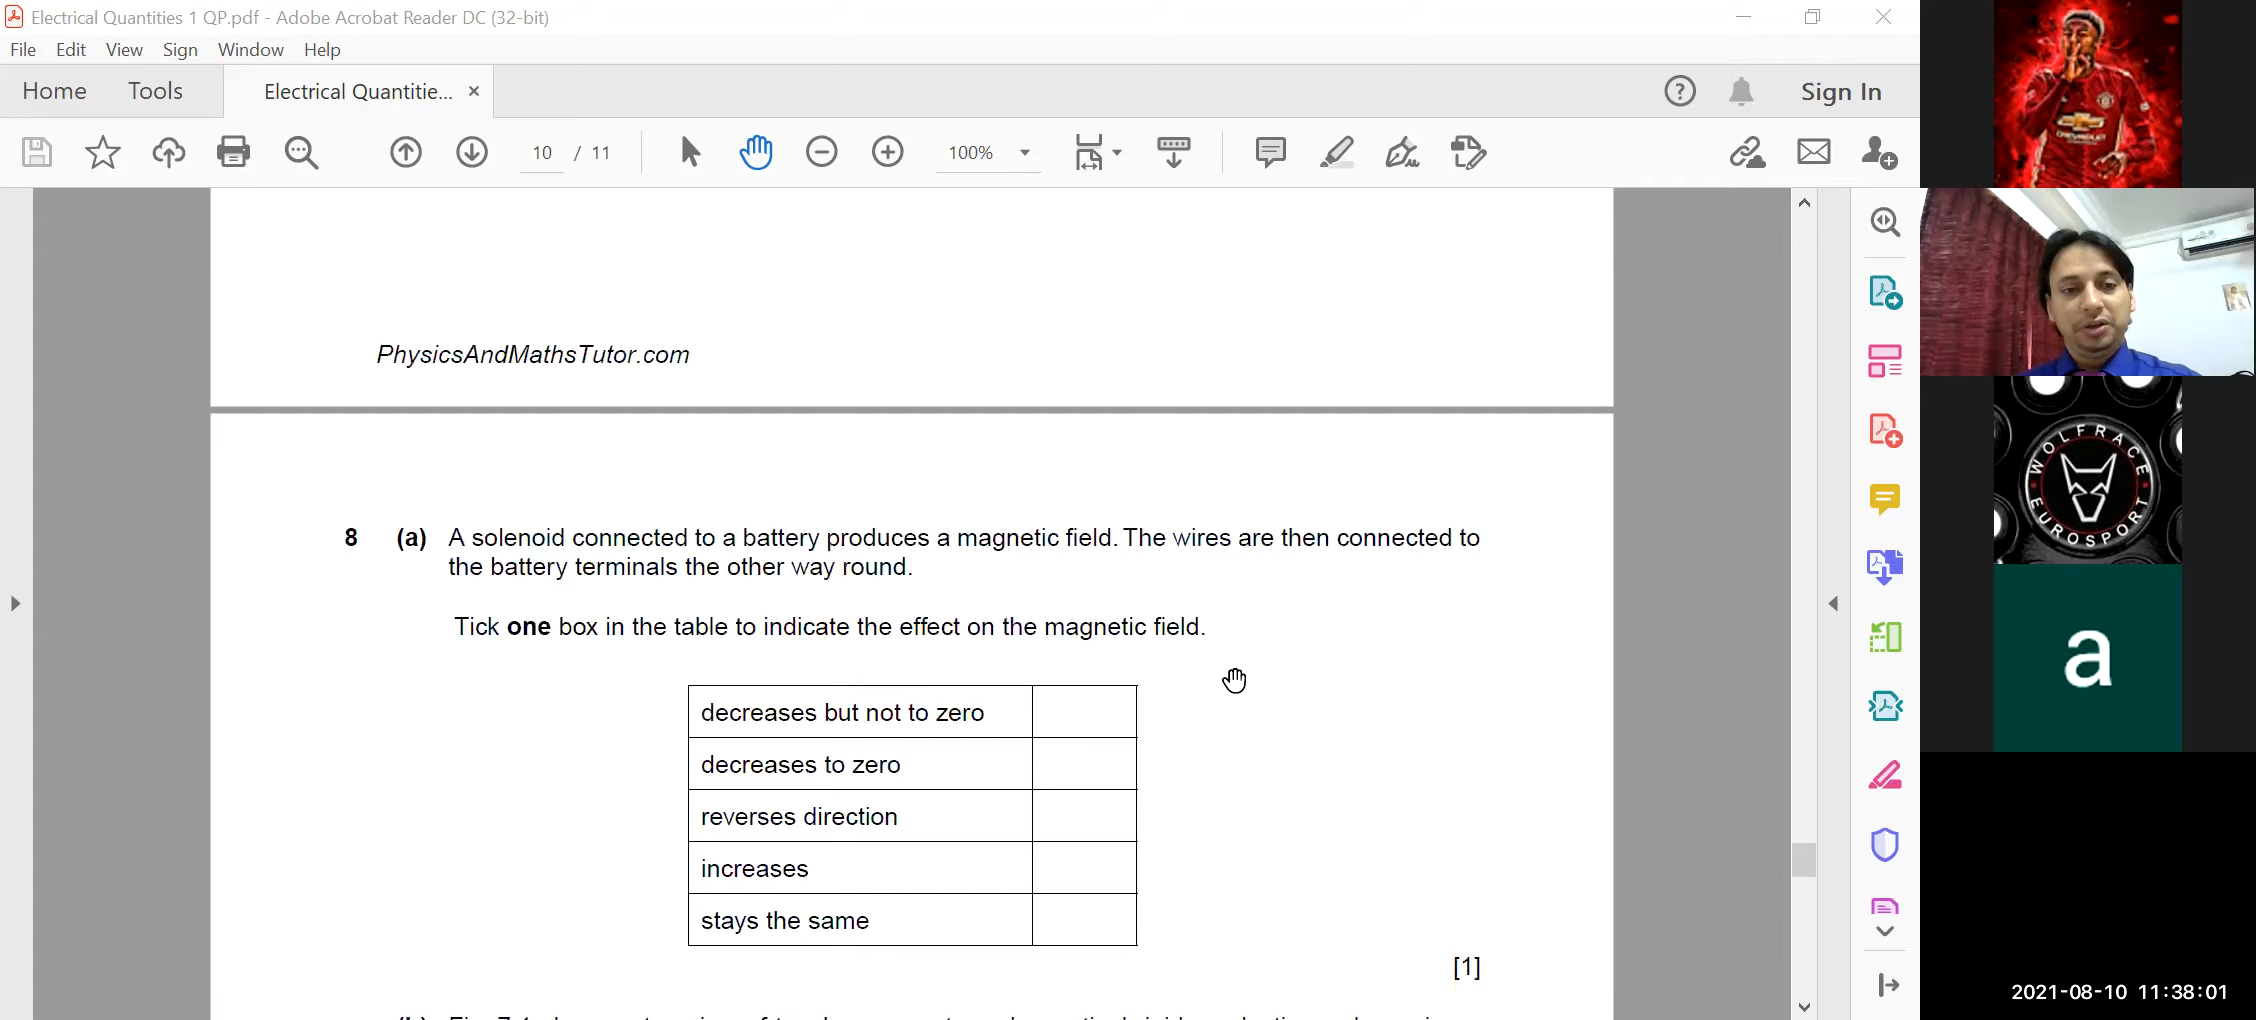 Electrical Quantities 1 QP.pdf - Adobe Acrobat Reader DC (32-bit)
File Edit View Sign Window Help
Home Tools Electrical Quantitie... × Sign In
10 / 11 100%
PhysicsAndMathsTutor.com
8 (a) A solenoid connected to a battery produces a magnetic field. The wires are then connected to
the battery terminals the other way round.
Tick one box in the table to indicate the effect on the magnetic field.
decreases but not to zero
decreases to zero
reverses direction
increases
stays the same
[1]
CHEVROLET
WOLFRACE
EUROSPORT
a
2021-08-10 11:38:01